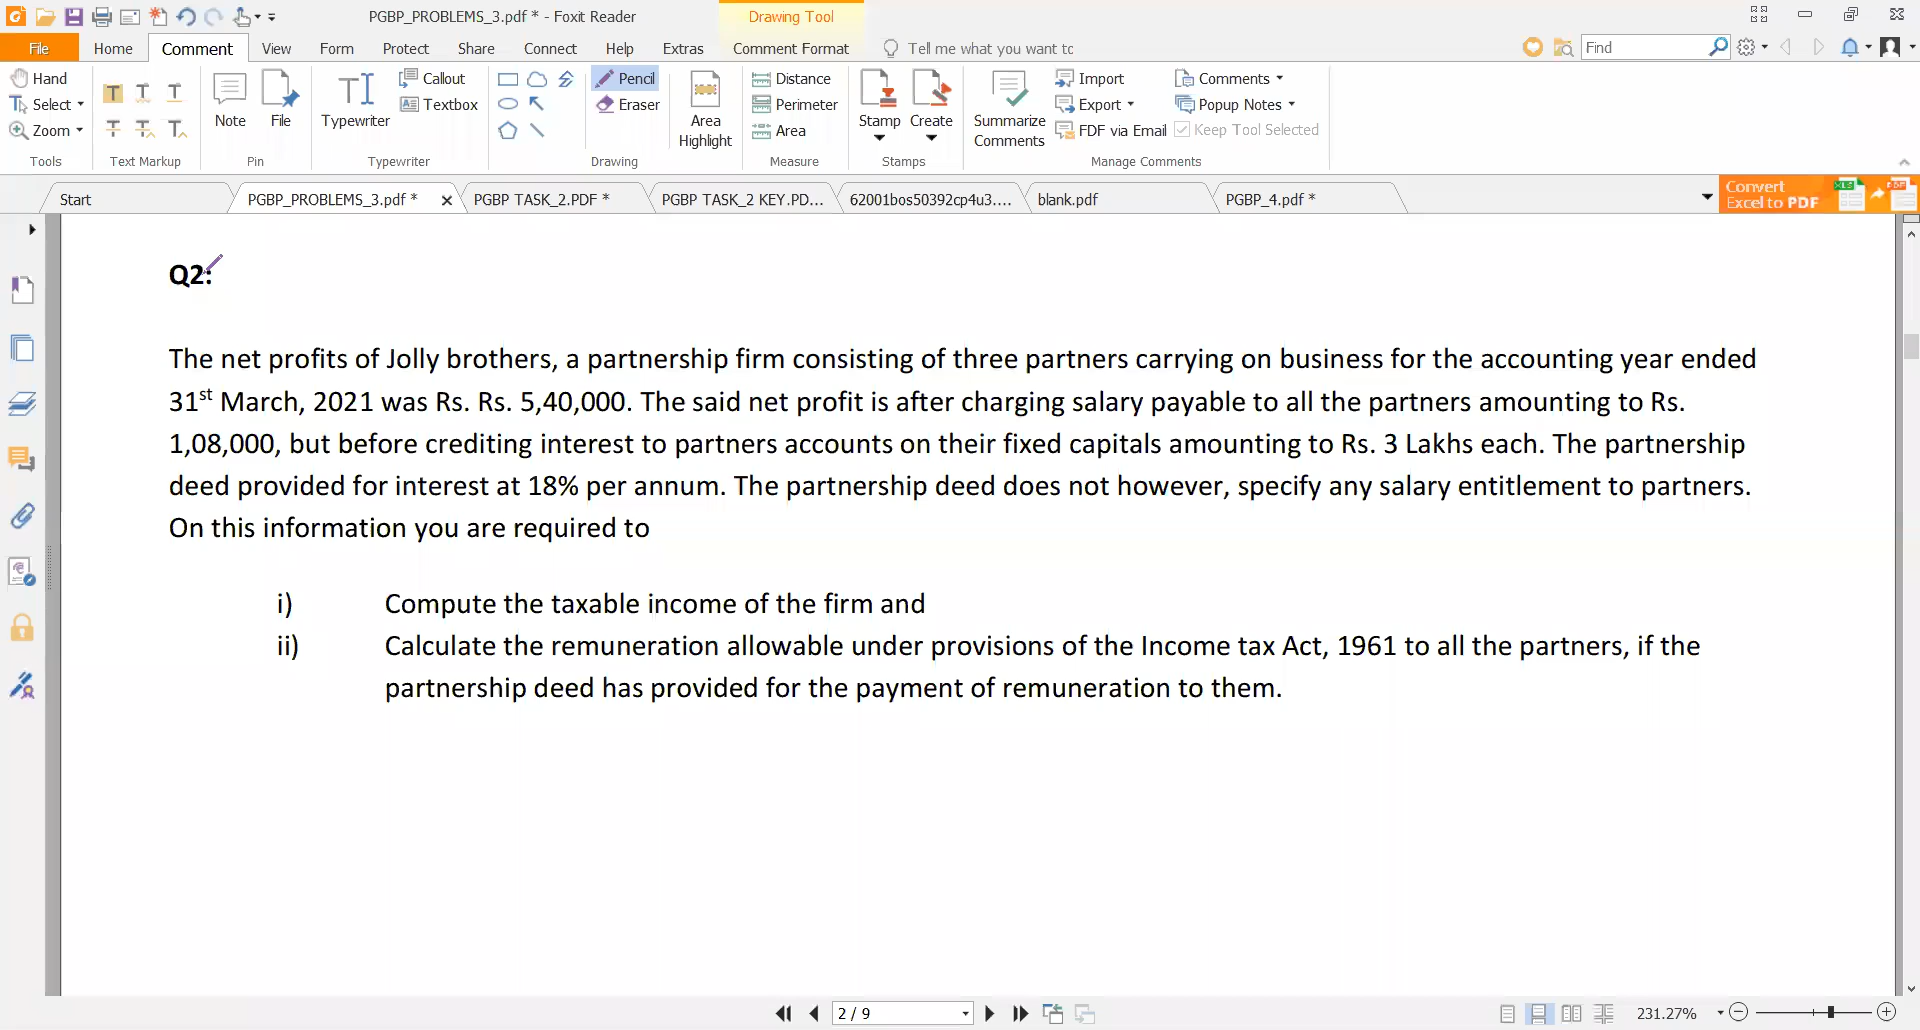 PGBP_PROBLEMS_3.pdf * - Foxit Reader
Drawing Tool
File Home Comment View Form Protect Share Connect Help Extras Comment Format Tell me what you want to Find
Hand
Select
Zoom
Tools
Text Markup
Note
File
Pin
Typewriter
Callout
Textbox
Typewriter
Pencil
Eraser
Drawing
Area
Highlight
Distance
Perimeter
Area
Measure
Stamp
Create
Stamps
Summarize
Comments
Import
Export
FDF via Email
Comments
Popup Notes
Keep Tool Selected
Manage Comments
Start PGBP_PROBLEMS_3.pdf * PGBP TASK_2.PDF * PGBP TASK_2 KEY.PD... 62001bos50392cp4u3.... blank.pdf PGBP_4.pdf *
Convert
Excel to PDF
Q2:
The net profits of Jolly brothers, a partnership firm consisting of three partners carrying on business for the accounting year ended
31st March, 2021 was Rs. Rs. 5,40,000. The said net profit is after charging salary payable to all the partners amounting to Rs.
1,08,000, but before crediting interest to partners accounts on their fixed capitals amounting to Rs. 3 Lakhs each. The partnership
deed provided for interest at 18% per annum. The partnership deed does not however, specify any salary entitlement to partners.
On this information you are required to
i) Compute the taxable income of the firm and
ii) Calculate the remuneration allowable under provisions of the Income tax Act, 1961 to all the partners, if the
partnership deed has provided for the payment of remuneration to them.
2 / 9
231.27%